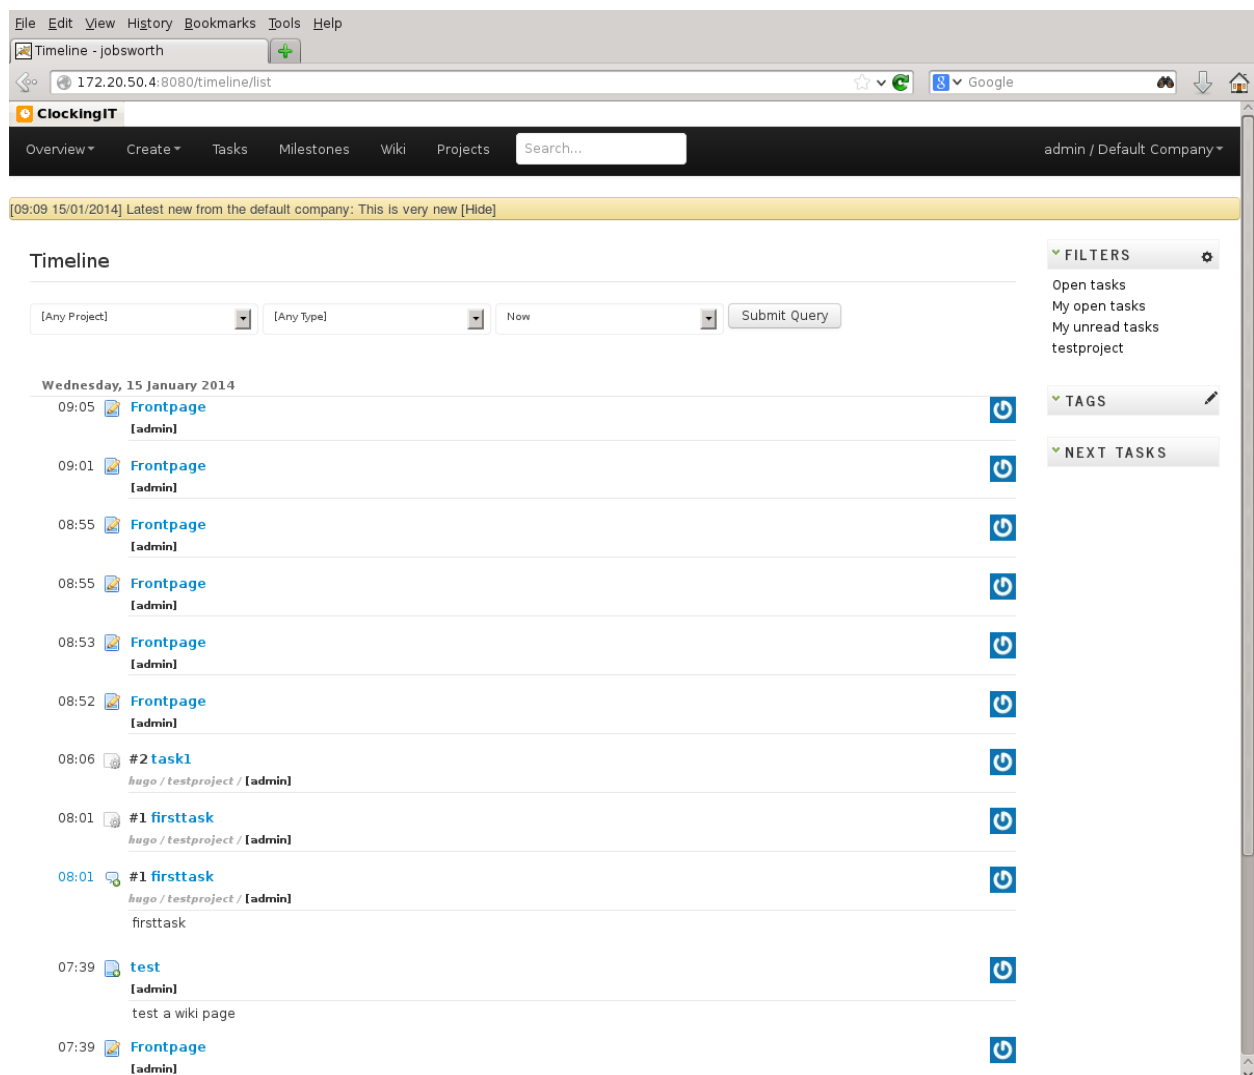 File Edit View History Bookmarks Tools Help
Timeline - jobsworth
172.20.50.4:8080/timeline/list
Google
ClockingIT
Overview Create Tasks Milestones Wiki Projects Search... admin / Default Company
[09:09 15/01/2014] Latest new from the default company: This is very new [Hide]
Timeline
[Any Project] [Any Type] Now Submit Query
Wednesday, 15 January 2014
09:05 Frontpage
[admin]
09:01 Frontpage
[admin]
08:55 Frontpage
[admin]
08:55 Frontpage
[admin]
08:53 Frontpage
[admin]
08:52 Frontpage
[admin]
08:06 #2 task1
hugo / testproject / [admin]
08:01 #1 firsttask
hugo / testproject / [admin]
08:01 #1 firsttask
hugo / testproject / [admin]
firsttask
07:39 test
[admin]
test a wiki page
07:39 Frontpage
[admin]
FILTERS
Open tasks
My open tasks
My unread tasks
testproject
TAGS
NEXT TASKS